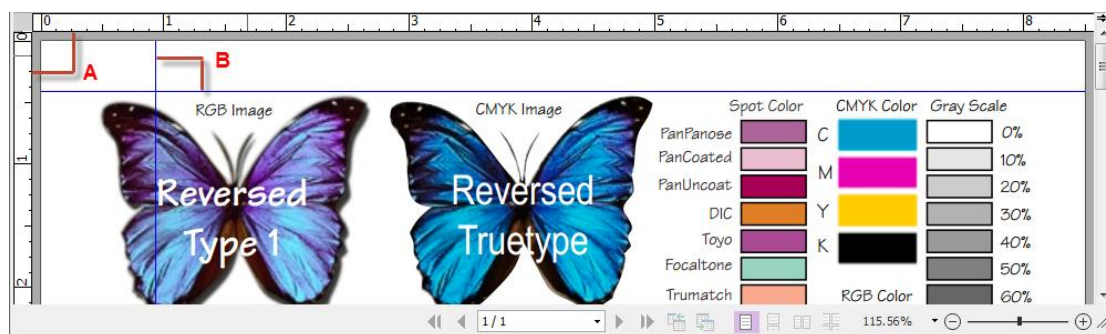 0 1 2 3 4 5 6 7 8
0
A
B
RGB Image
CMYK Image
Spot Color
CMYK Color
Gray Scale
PanPanose
C
0%
PanCoated
10%
1
M
PanUncoat
20%
Reversed
Type 1
Reversed
Truetype
DIC
Y
30%
Toyo
K
40%
Focaltone
50%
2
Trumatch
RGB Color
60%
1 / 1
115.56%